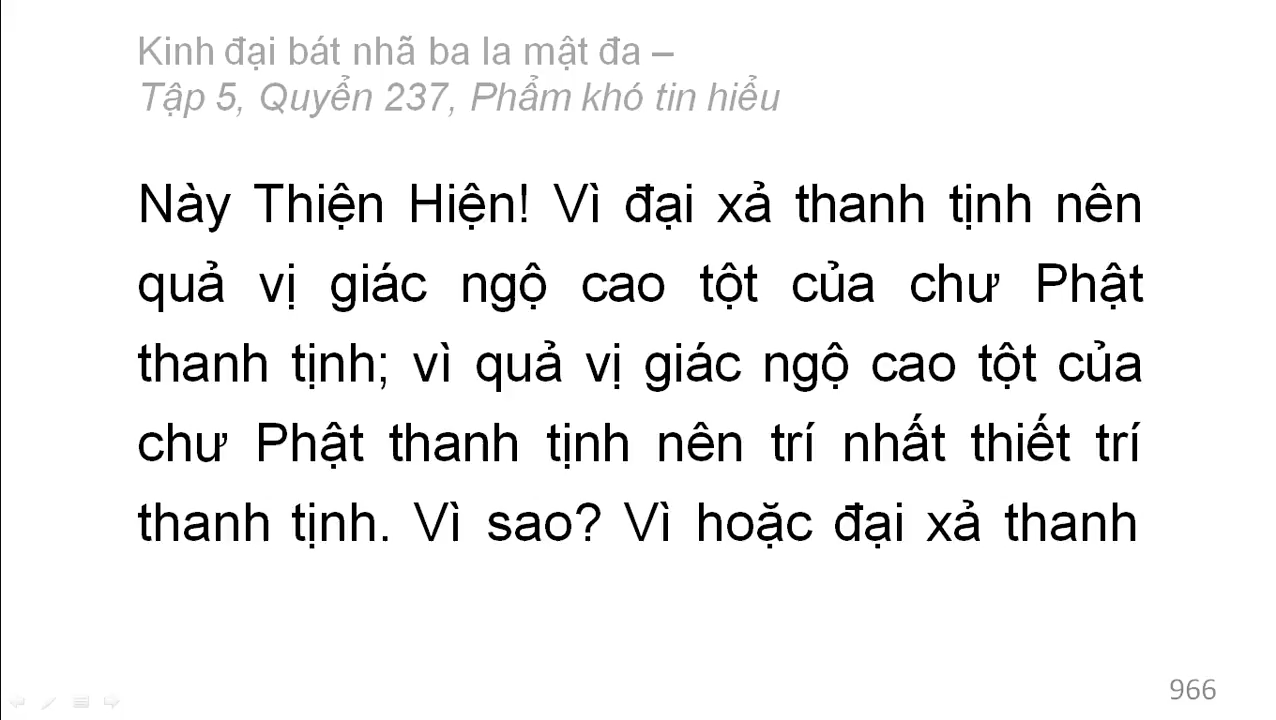 Kinh đại bát nhã ba la mật đa –
Tập 5, Quyển 237, Phẩm khó tin hiểu
Này Thiện Hiện! Vì đại xả thanh tịnh nên
quả vị giác ngộ cao tột của chư Phật
thanh tịnh; vì quả vị giác ngộ cao tột của
chư Phật thanh tịnh nên trí nhất thiết trí
thanh tịnh. Vì sao? Vì hoặc đại xả thanh
966